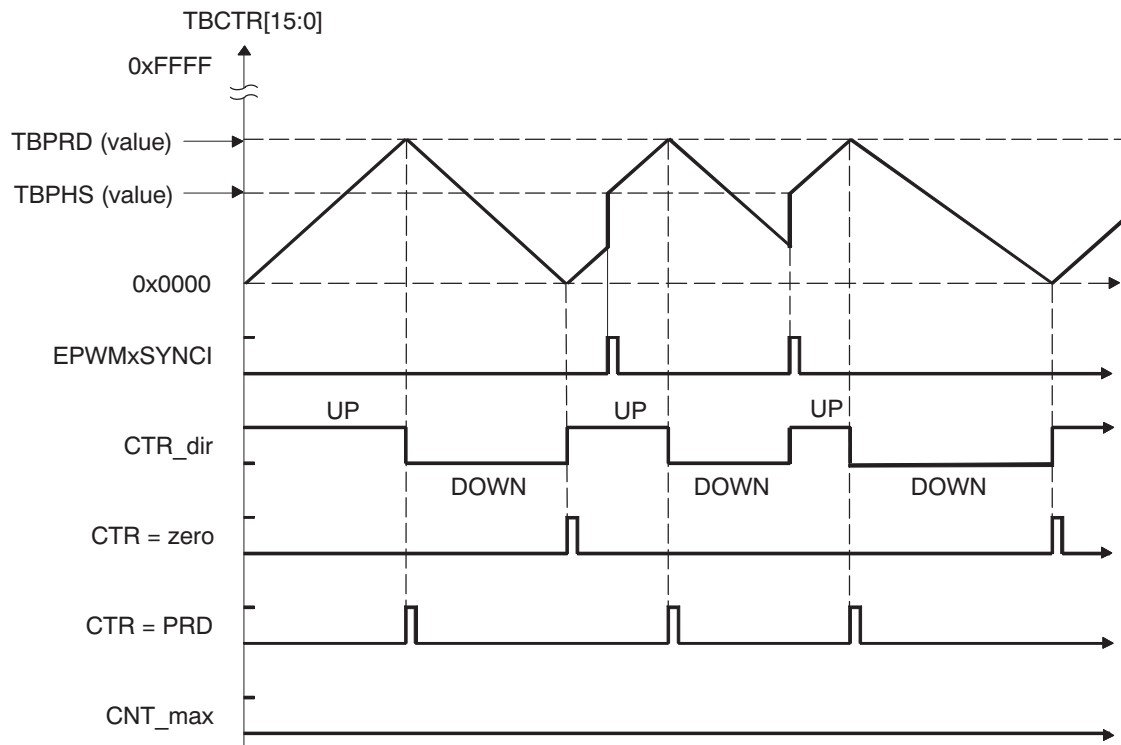 TBCTR[15:0]
0xFFFF
TBPRD (value)
TBPHS (value)
0x0000
EPWMxSYNCI
UP UP UP
CTR_dir
DOWN DOWN DOWN
CTR = zero
CTR = PRD
CNT_max